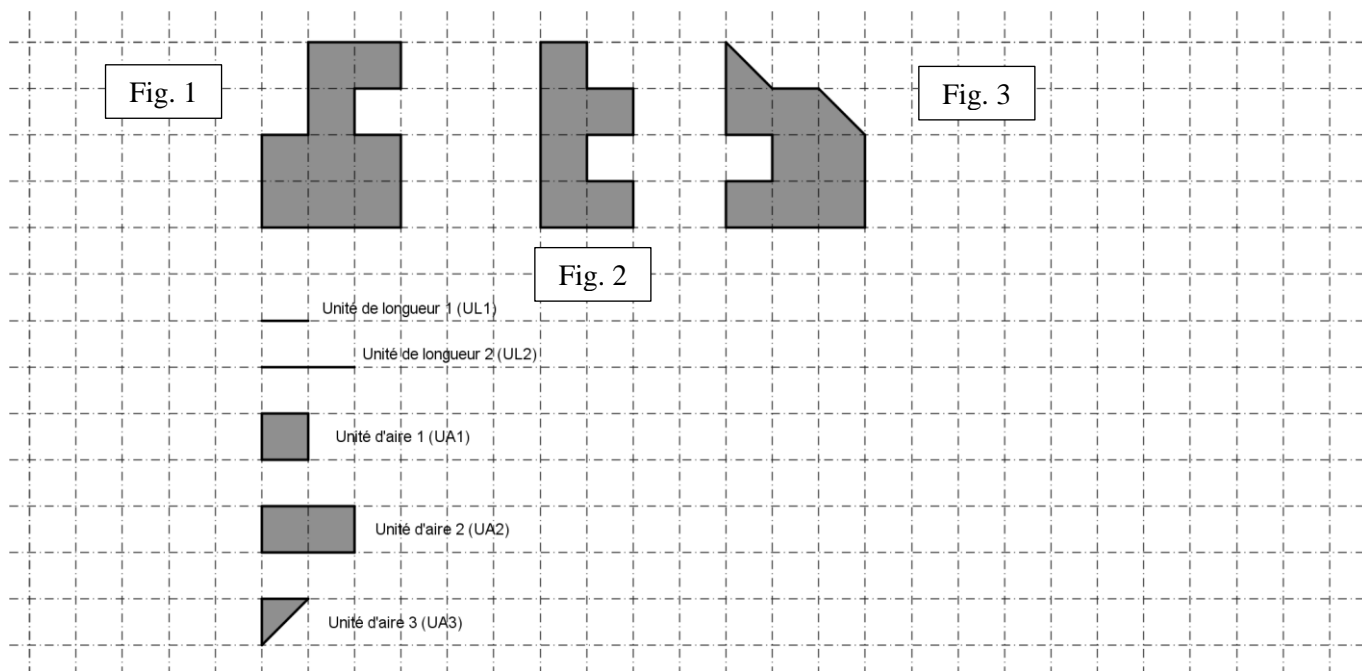 Fig. 1
Fig. 3
Fig. 2
Unité de longueur 1 (UL1)
Unité de longueur 2 (UL2)
Unité d'aire 1 (UA1)
Unité d'aire 2 (UA2)
Unité d'aire 3 (UA3)